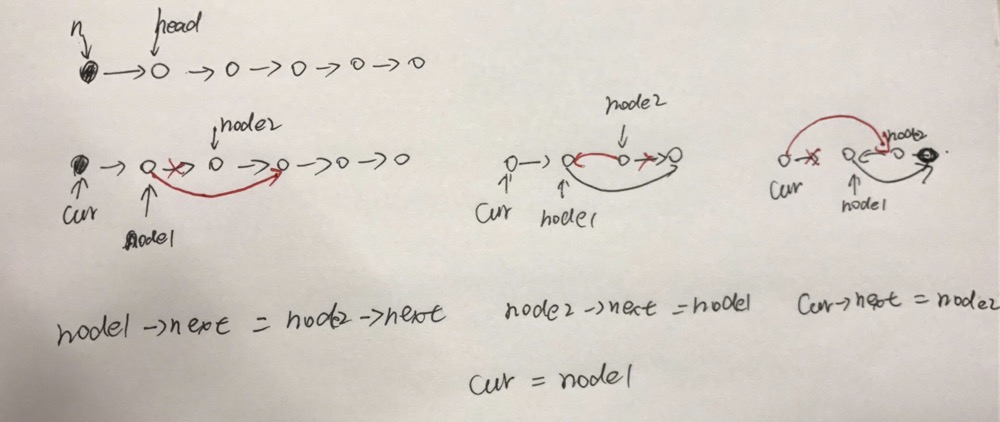 n head
node2
cur node1
node2
cur node1
node2
cur node1
node1 -> next = node2 -> next
node2 -> next = node1
cur -> next = node2
cur = node1